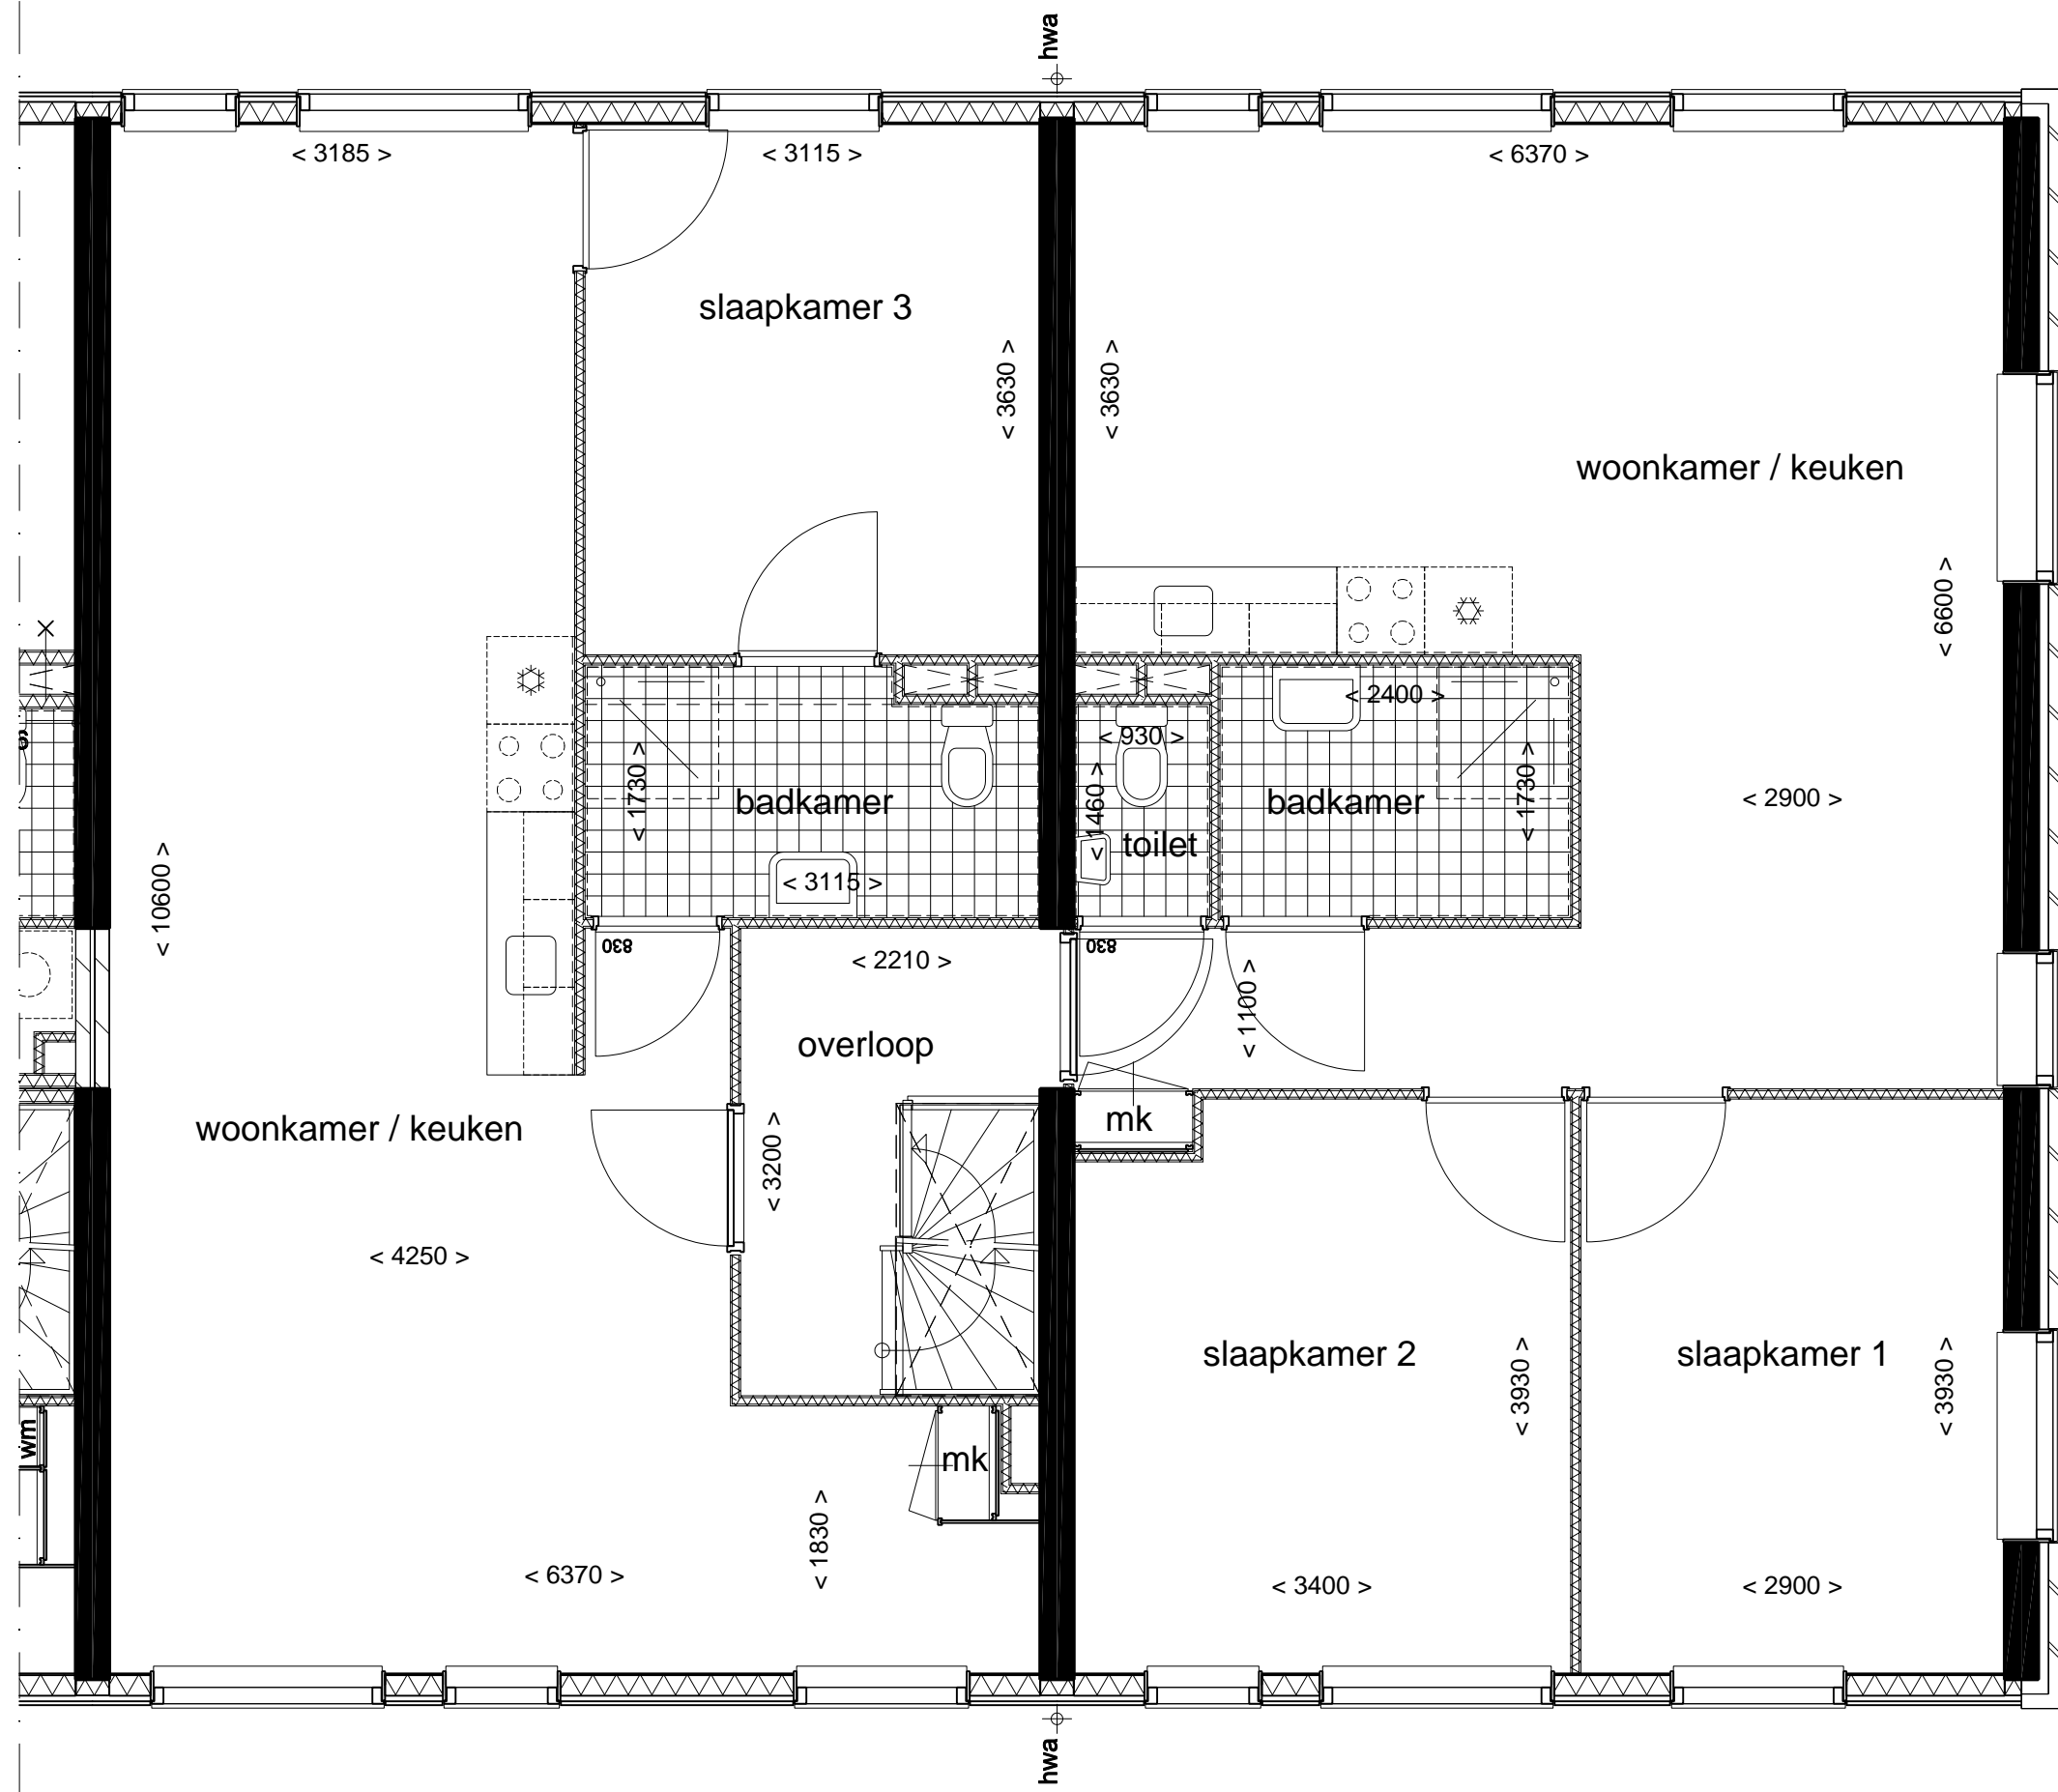 hwa
< 3185 >
< 3115 >
< 6370 >
slaapkamer 3
< 3630 >
< 3630 >
woonkamer / keuken
< 6600 >
< 2400 >
< 930 >
< 1730 >
badkamer
< 1460 >
toilet
badkamer
< 1730 >
< 2900 >
< 3115 >
< 10600 >
830
< 2210 >
830
< 1100 >
overloop
woonkamer / keuken
mk
< 3200 >
< 4250 >
slaapkamer 2
< 3930 >
slaapkamer 1
< 3930 >
wm
mk
< 1830 >
< 6370 >
< 3400 >
< 2900 >
hwa